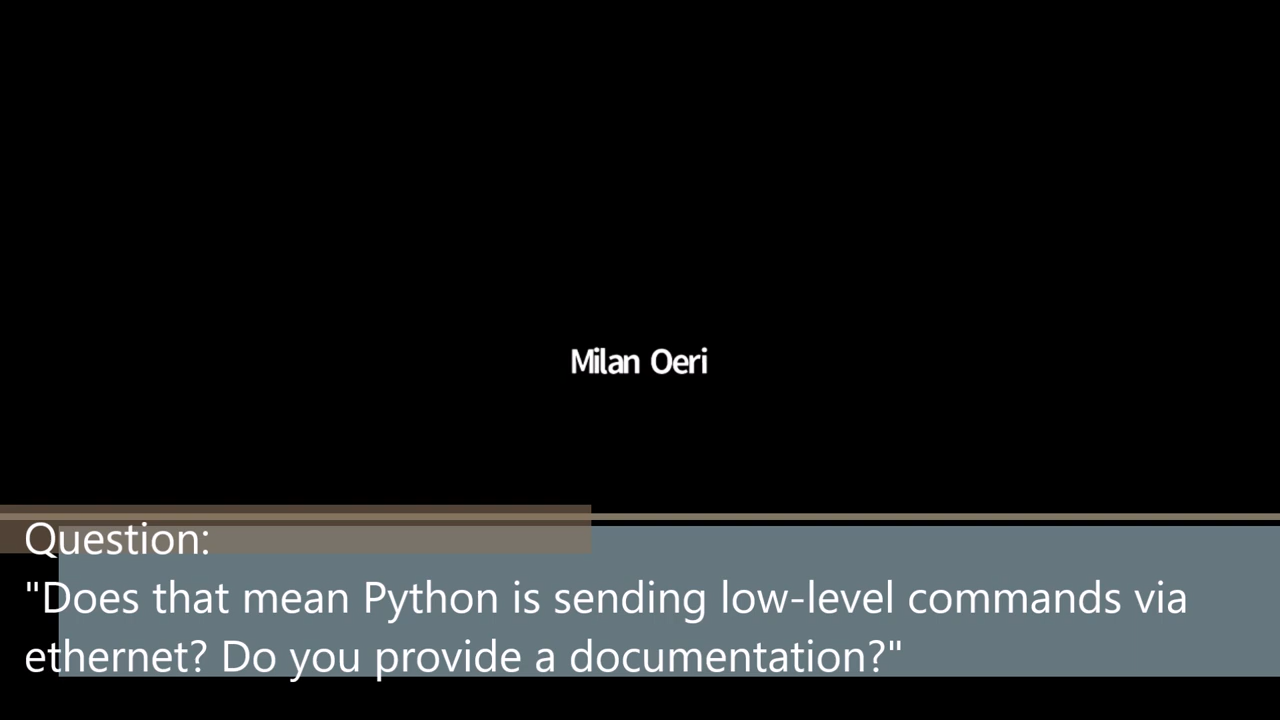 Milan Oeri
Question:
"Does that mean Python is sending low-level commands via
ethernet? Do you provide a documentation?"